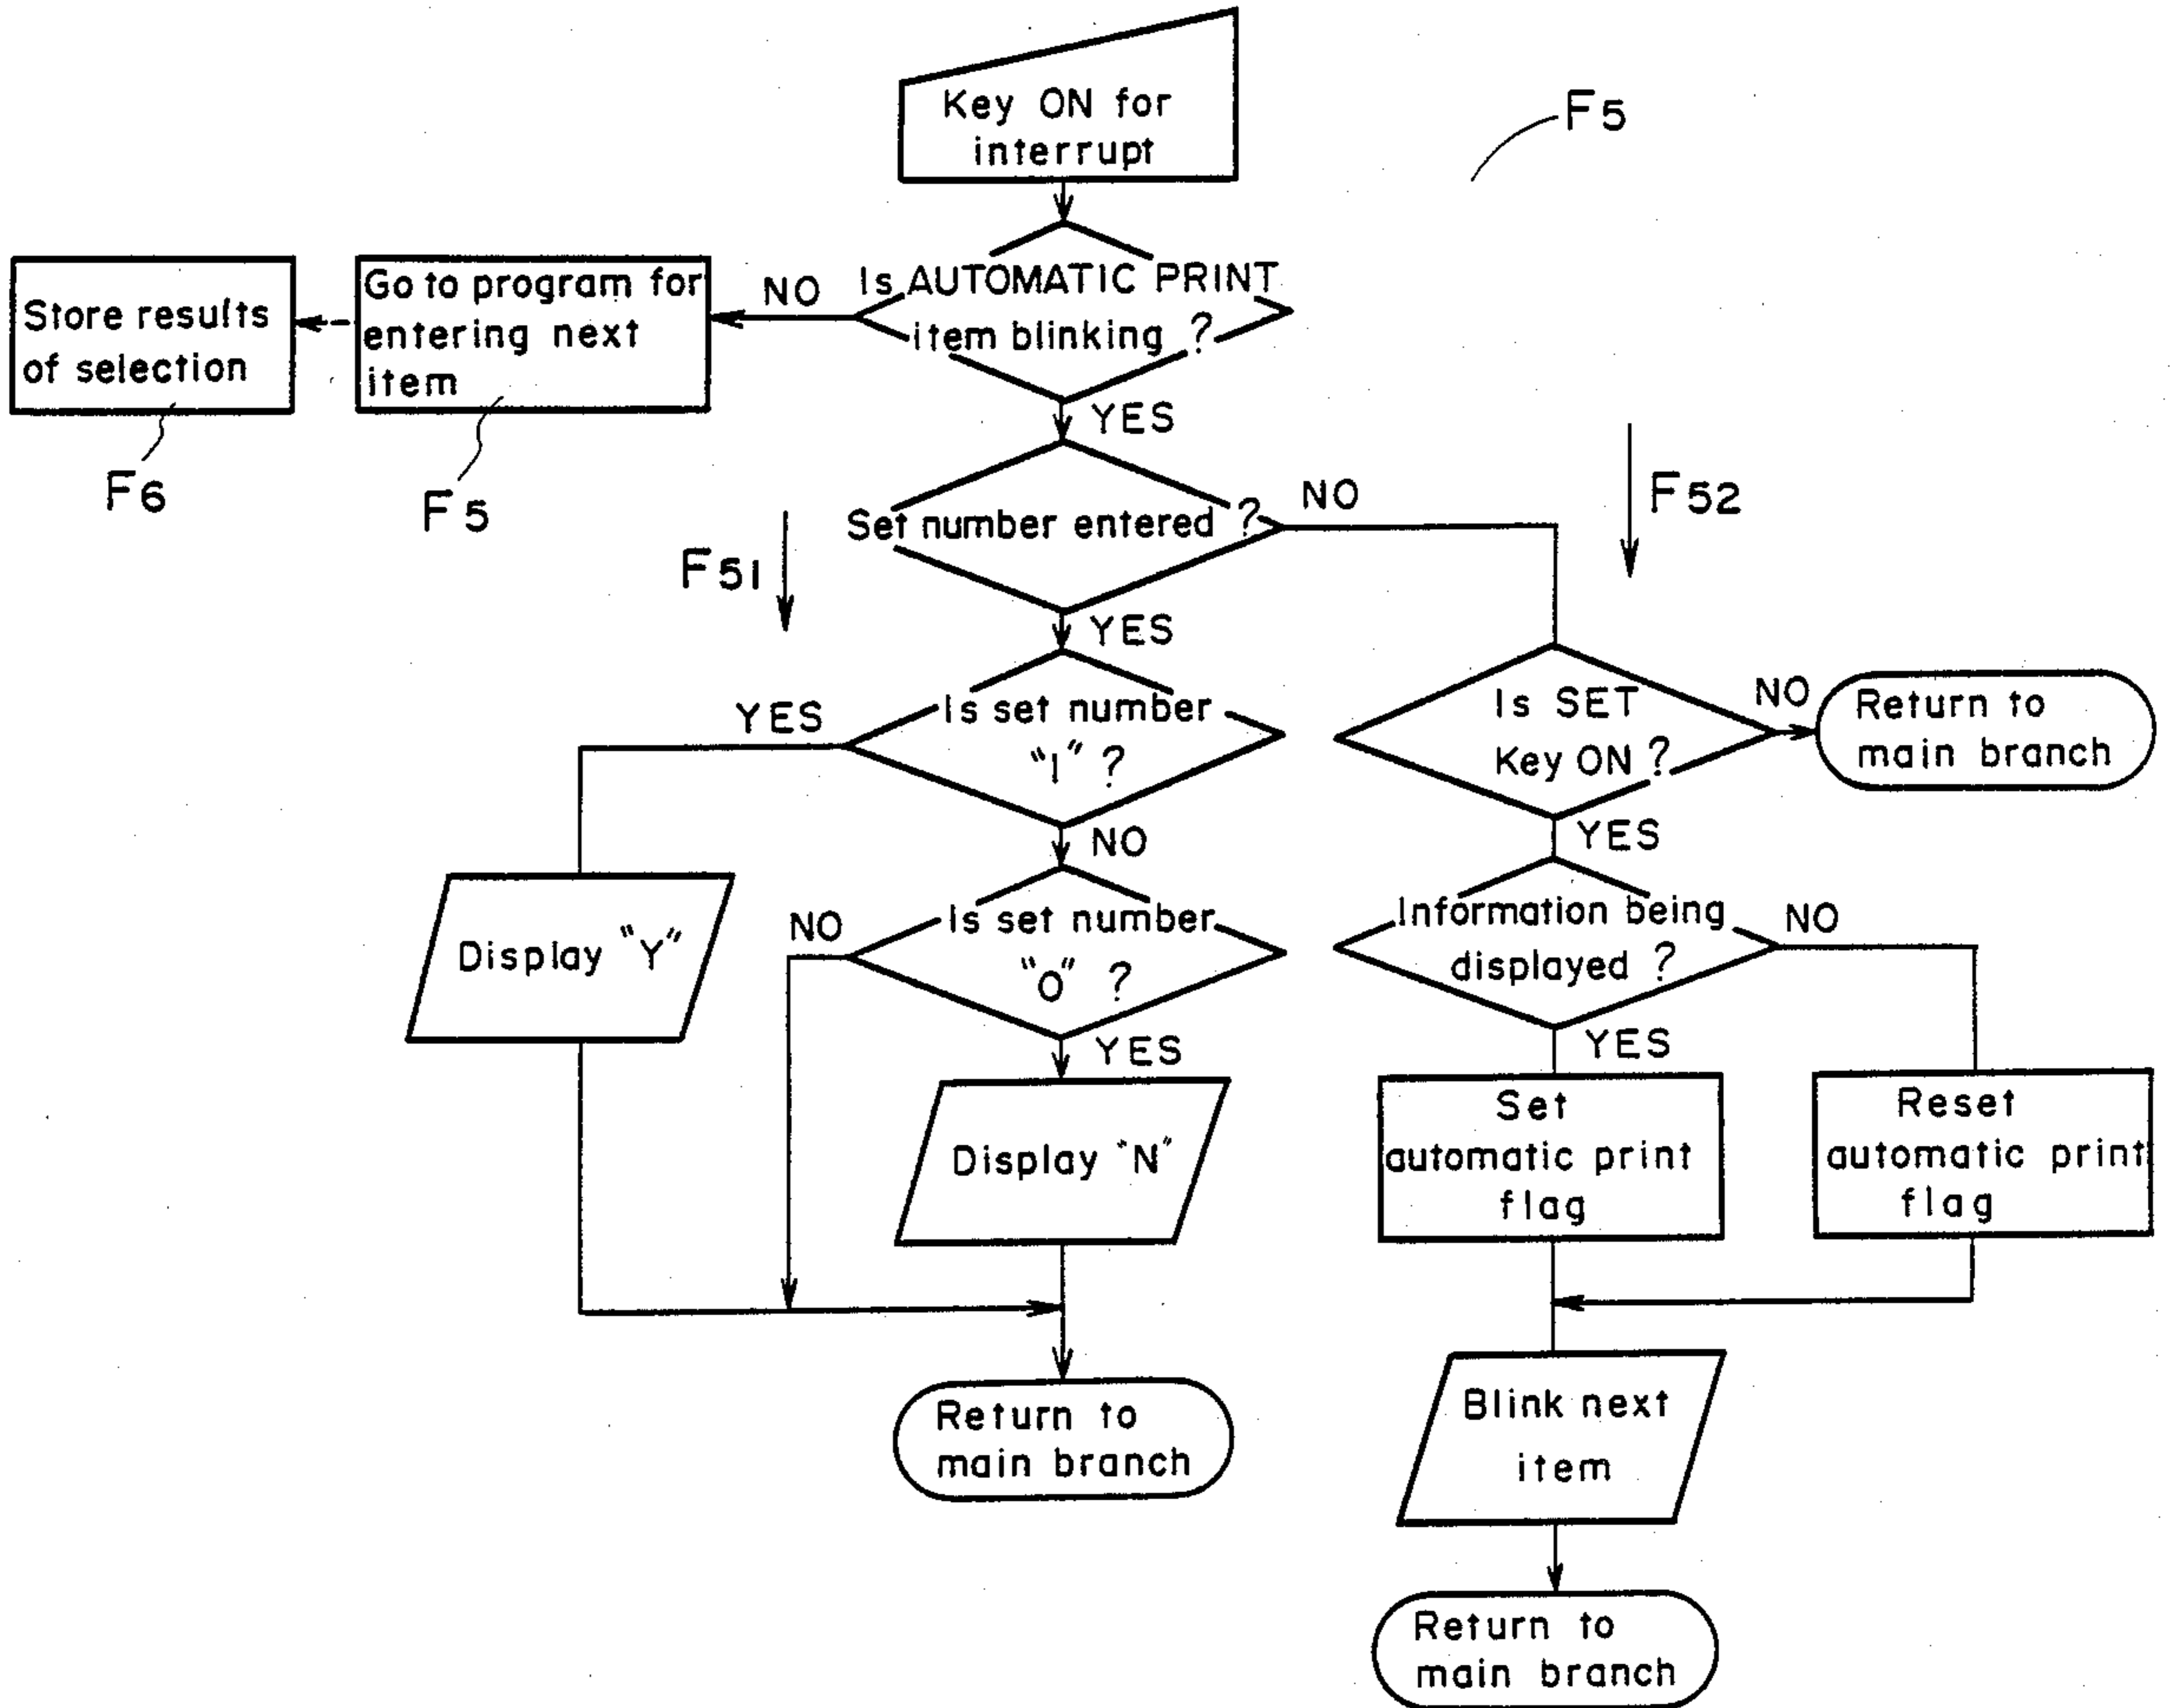 Key ON for
interrupt
F5
Is AUTOMATIC PRINT
item blinking ?
NO
Go to program for
entering next
item
Store results
of selection
F6
F5
YES
Set number entered ?
NO
F52
F51
YES
Is set number
"1" ?
YES
Is SET
Key ON ?
NO
Return to
main branch
NO
YES
Display "Y"
Is set number
"0" ?
NO
Information being
displayed ?
NO
YES
YES
Display "N"
Set
automatic print
flag
Reset
automatic print
flag
Return to
main branch
Blink next
item
Return to
main branch